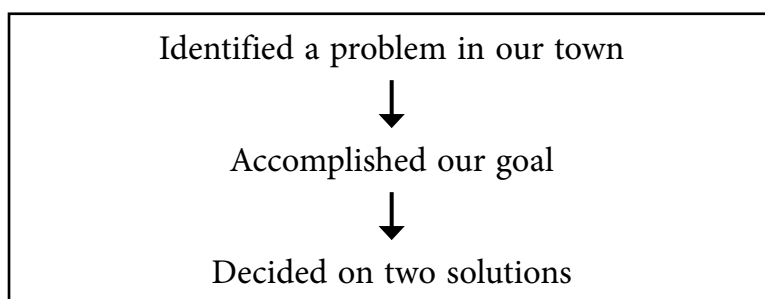 Identified a problem in our town
Accomplished our goal
Decided on two solutions